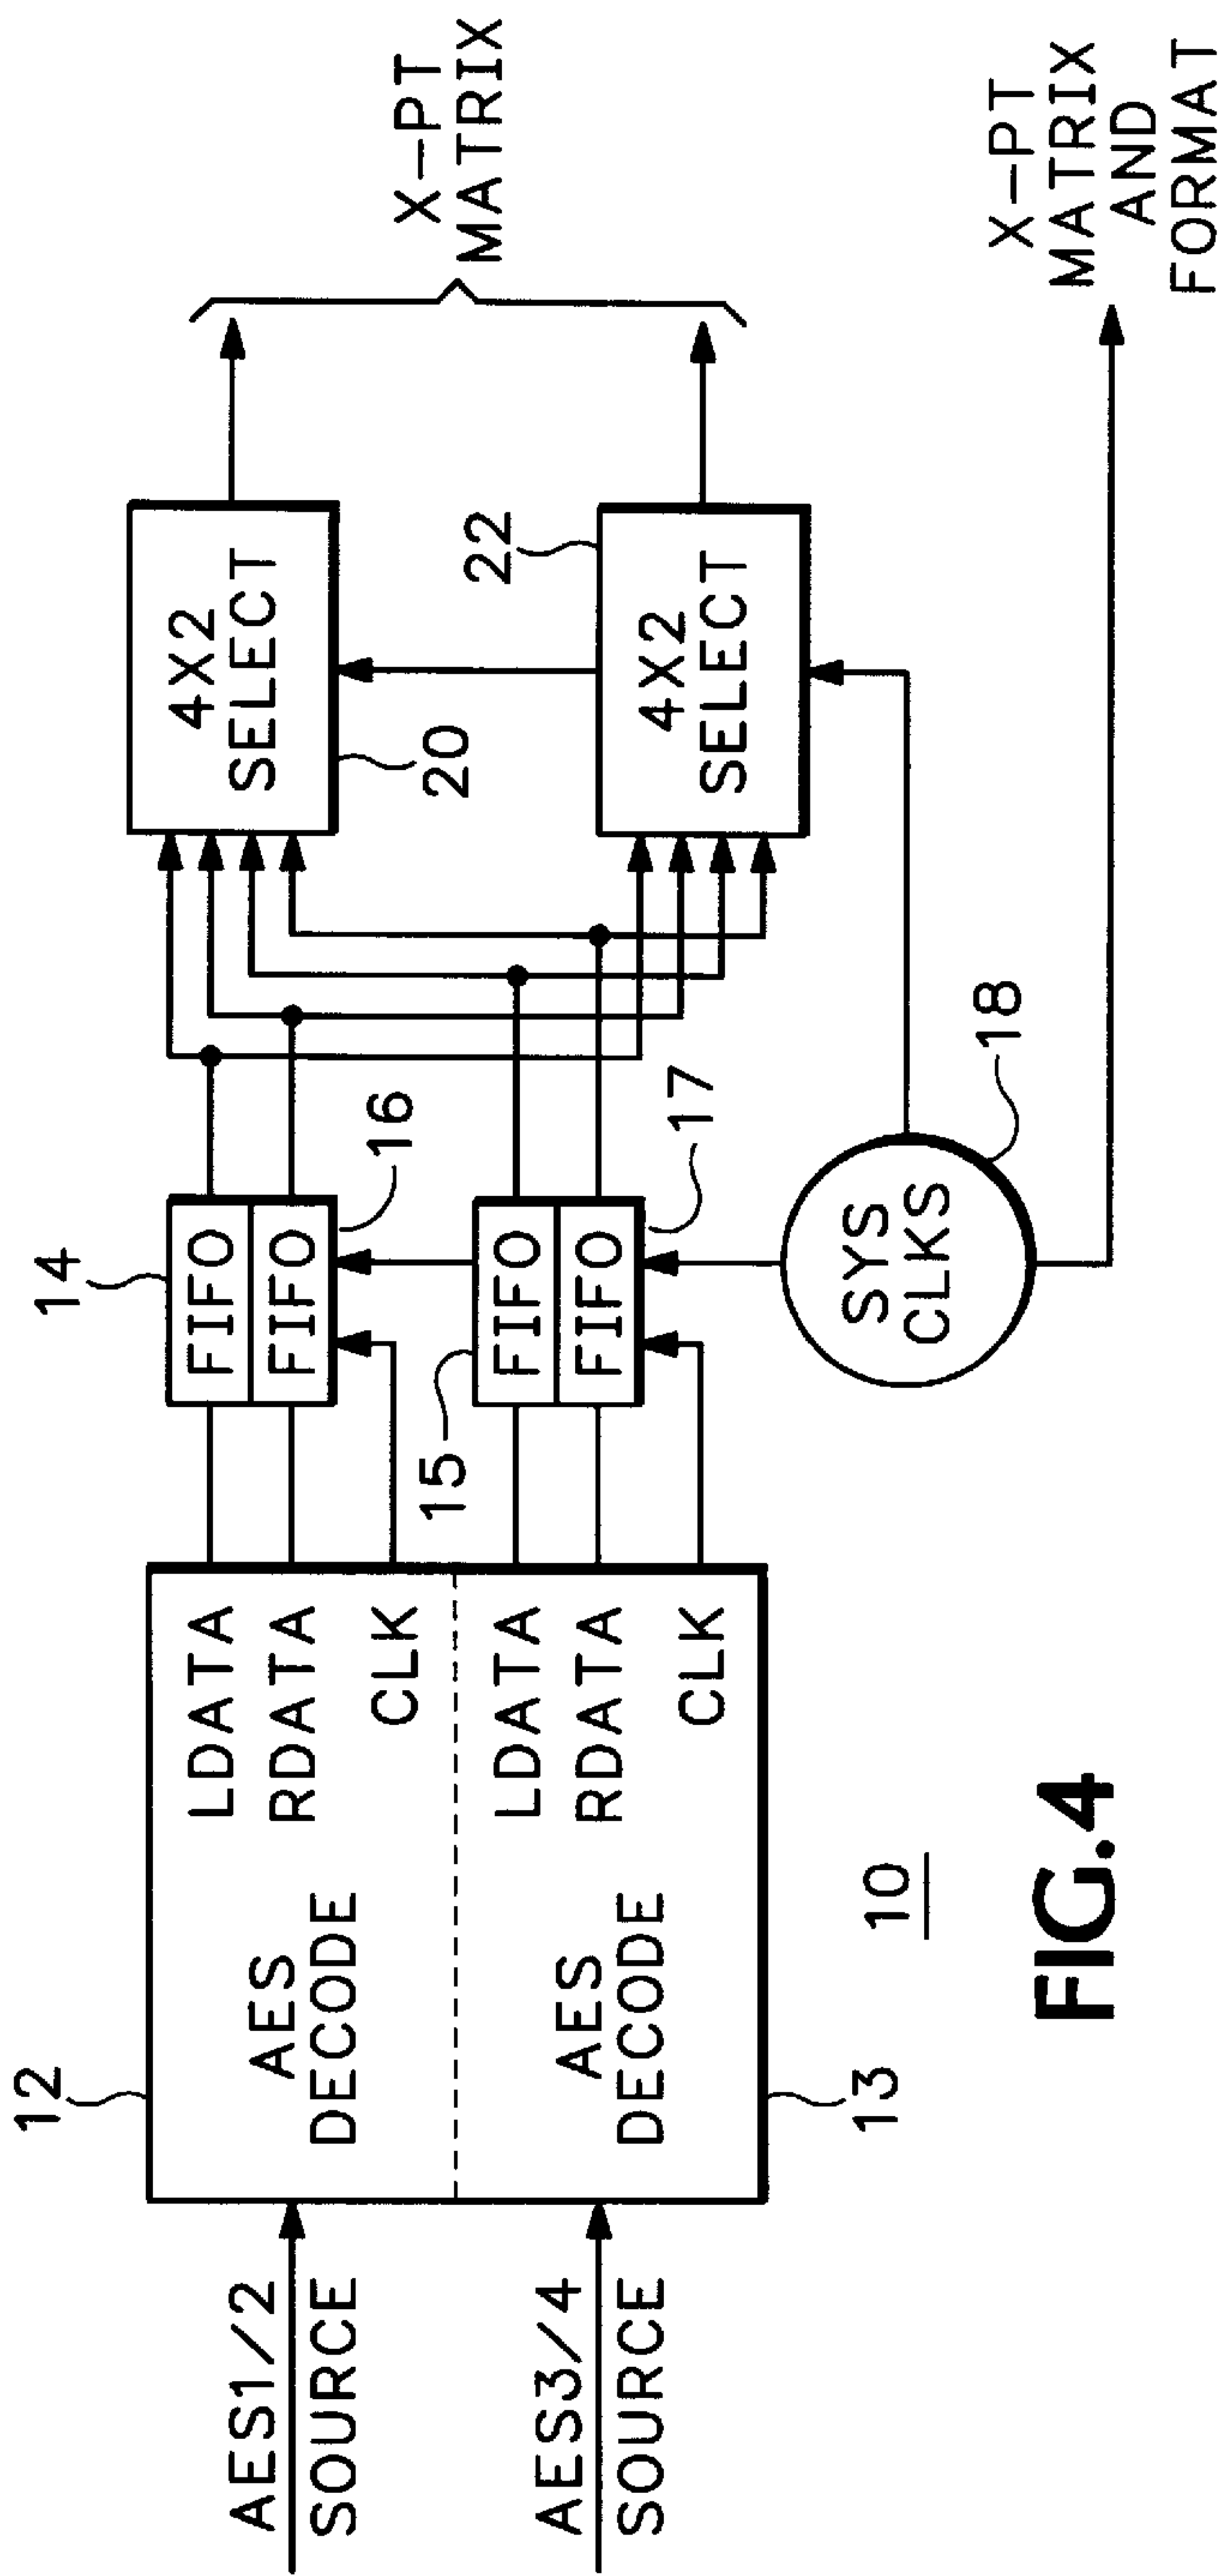 AES1/2
SOURCE
AES3/4
SOURCE
12
AES
DECODE
LDATA
RDATA
CLK
AES
DECODE
LDATA
RDATA
CLK
13
14
FIFO
FIFO
16
15
FIFO
FIFO
17
SYS
CLKS
18
4X2
SELECT
20
4X2
SELECT
22
X-PT
MATRIX
X-PT
MATRIX
AND
FORMAT
10
FIG.4